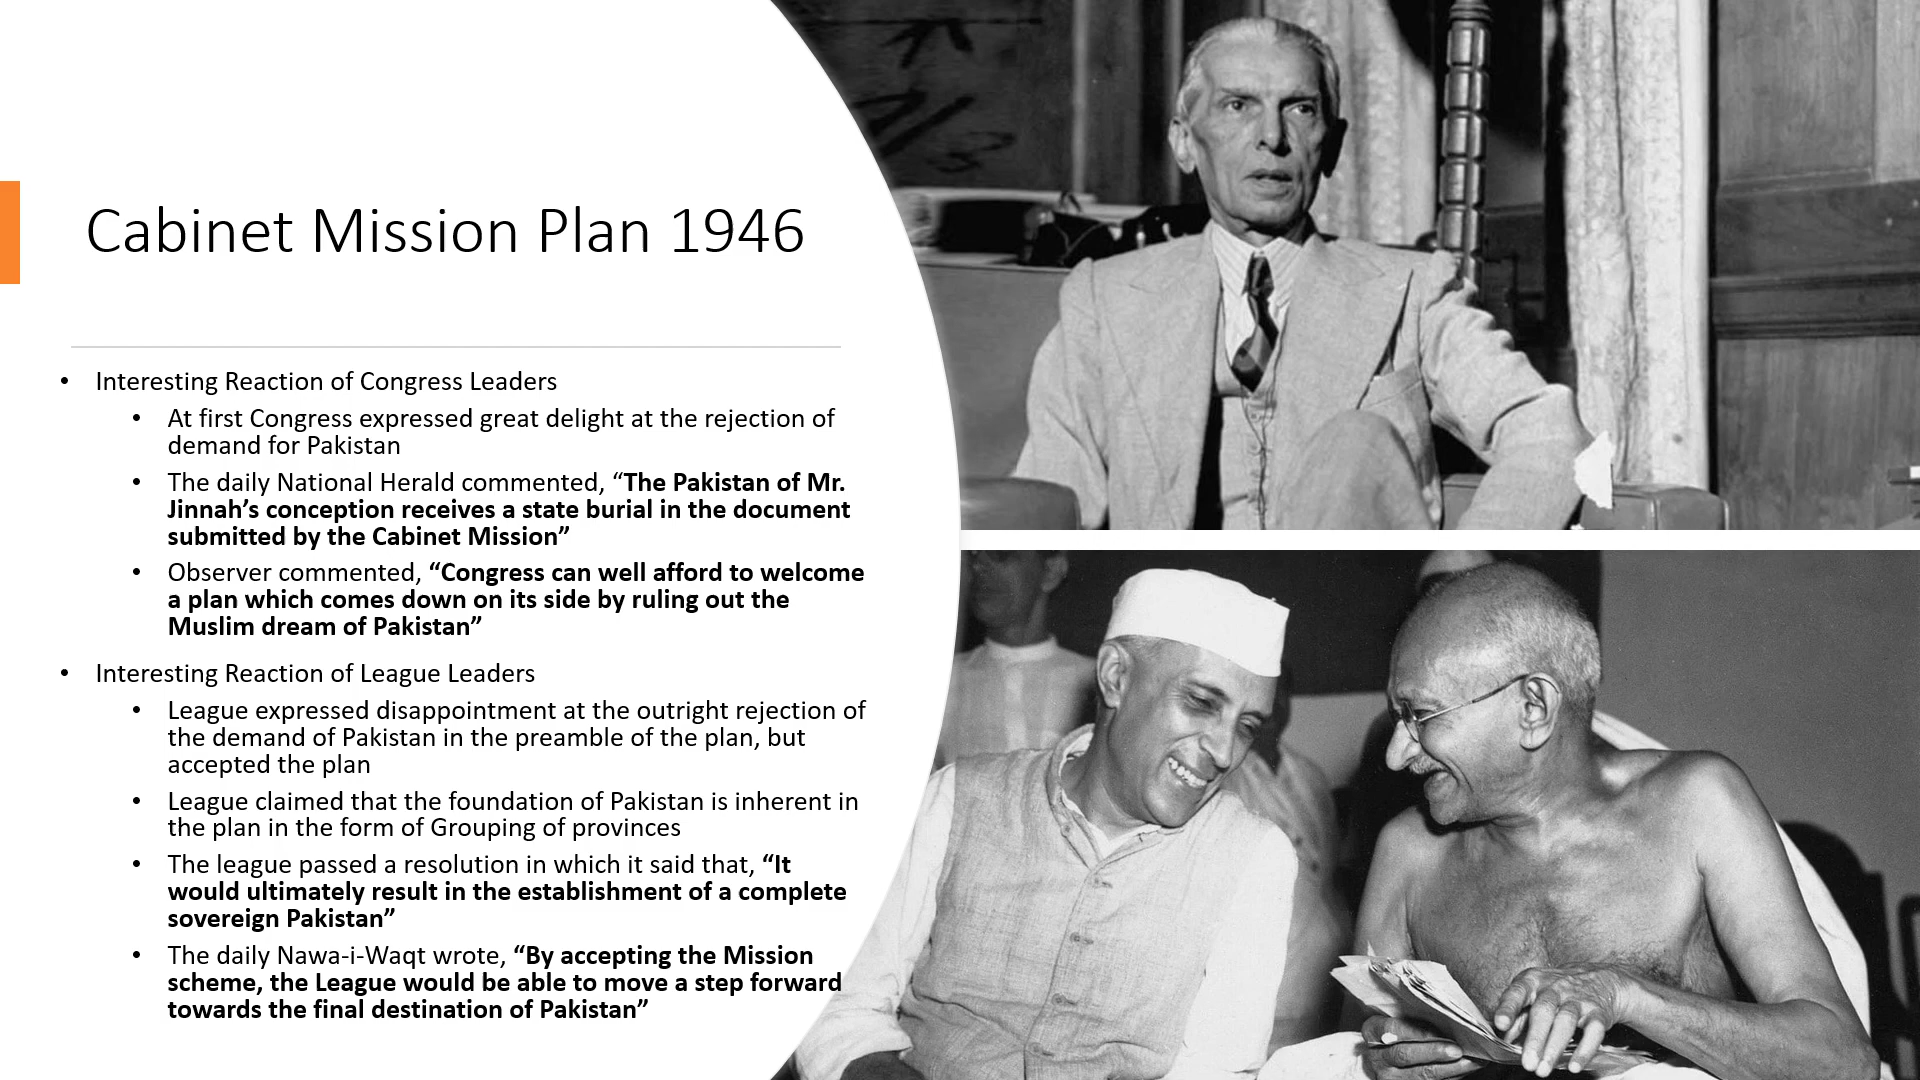 Cabinet Mission Plan 1946
• Interesting Reaction of Congress Leaders
• At first Congress expressed great delight at the rejection of
demand for Pakistan
• The daily National Herald commented, “The Pakistan of Mr.
Jinnah’s conception receives a state burial in the document
submitted by the Cabinet Mission”
• Observer commented, “Congress can well afford to welcome
a plan which comes down on its side by ruling out the
Muslim dream of Pakistan”
• Interesting Reaction of League Leaders
• League expressed disappointment at the outright rejection of
the demand of Pakistan in the preamble of the plan, but
accepted the plan
• League claimed that the foundation of Pakistan is inherent in
the plan in the form of Grouping of provinces
• The league passed a resolution in which it said that, “It
would ultimately result in the establishment of a complete
sovereign Pakistan”
• The daily Nawa-i-Waqt wrote, “By accepting the Mission
scheme, the League would be able to move a step forward
towards the final destination of Pakistan”